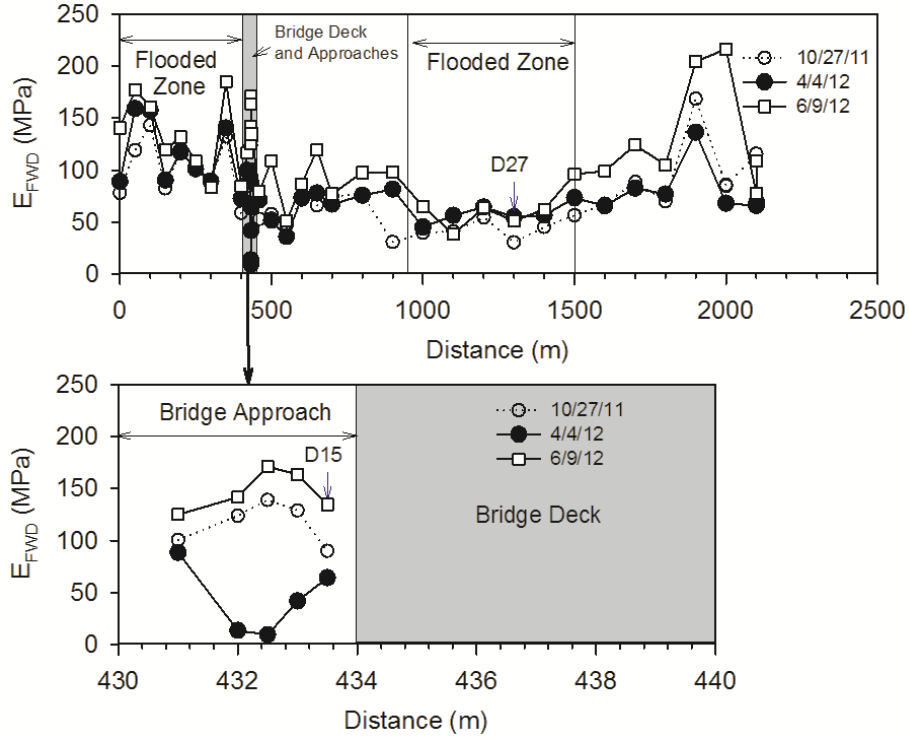 250
200
150
100
50
0
E_FWD (MPa)
Flooded
Zone
Bridge Deck
and Approaches
Flooded Zone
D27
10/27/11
4/4/12
6/9/12
0 500 1000 1500 2000 2500
Distance (m)
250
200
150
100
50
0
E_FWD (MPa)
Bridge Approach
D15
10/27/11
4/4/12
6/9/12
Bridge Deck
430 432 434 436 438 440
Distance (m)